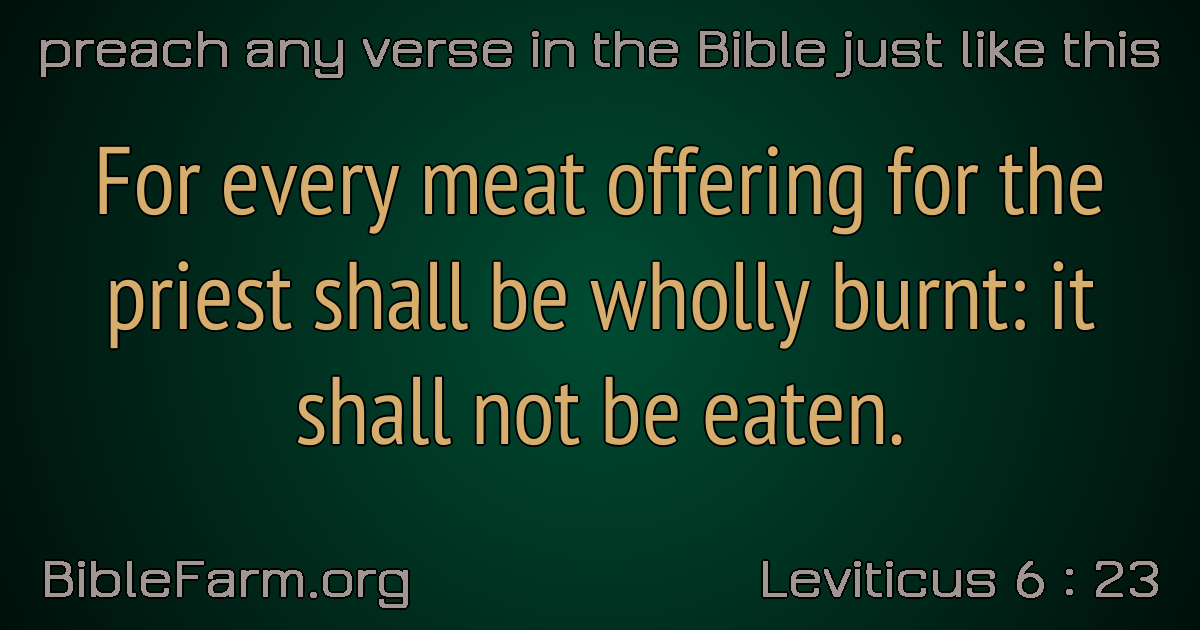 preach any verse in the Bible just like this
For every meat offering for the
priest shall be wholly burnt: it
shall not be eaten.
BibleFarm.org
Leviticus 6 : 23